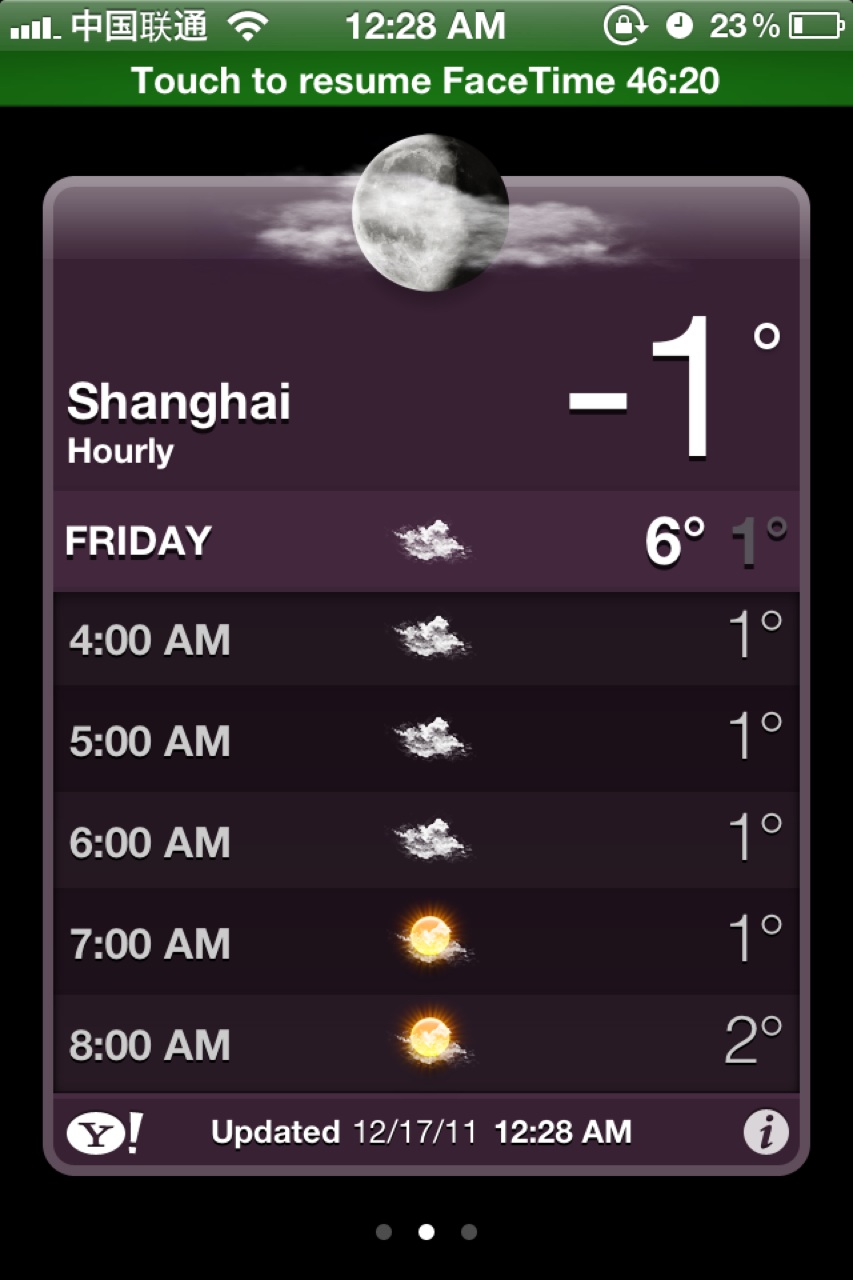 中国联通 12:28 AM 23%
Touch to resume FaceTime 46:20
-1°
Shanghai
Hourly
FRIDAY 6° 1°
4:00 AM 1°
5:00 AM 1°
6:00 AM 1°
7:00 AM 1°
8:00 AM 2°
Y! Updated 12/17/11 12:28 AM i